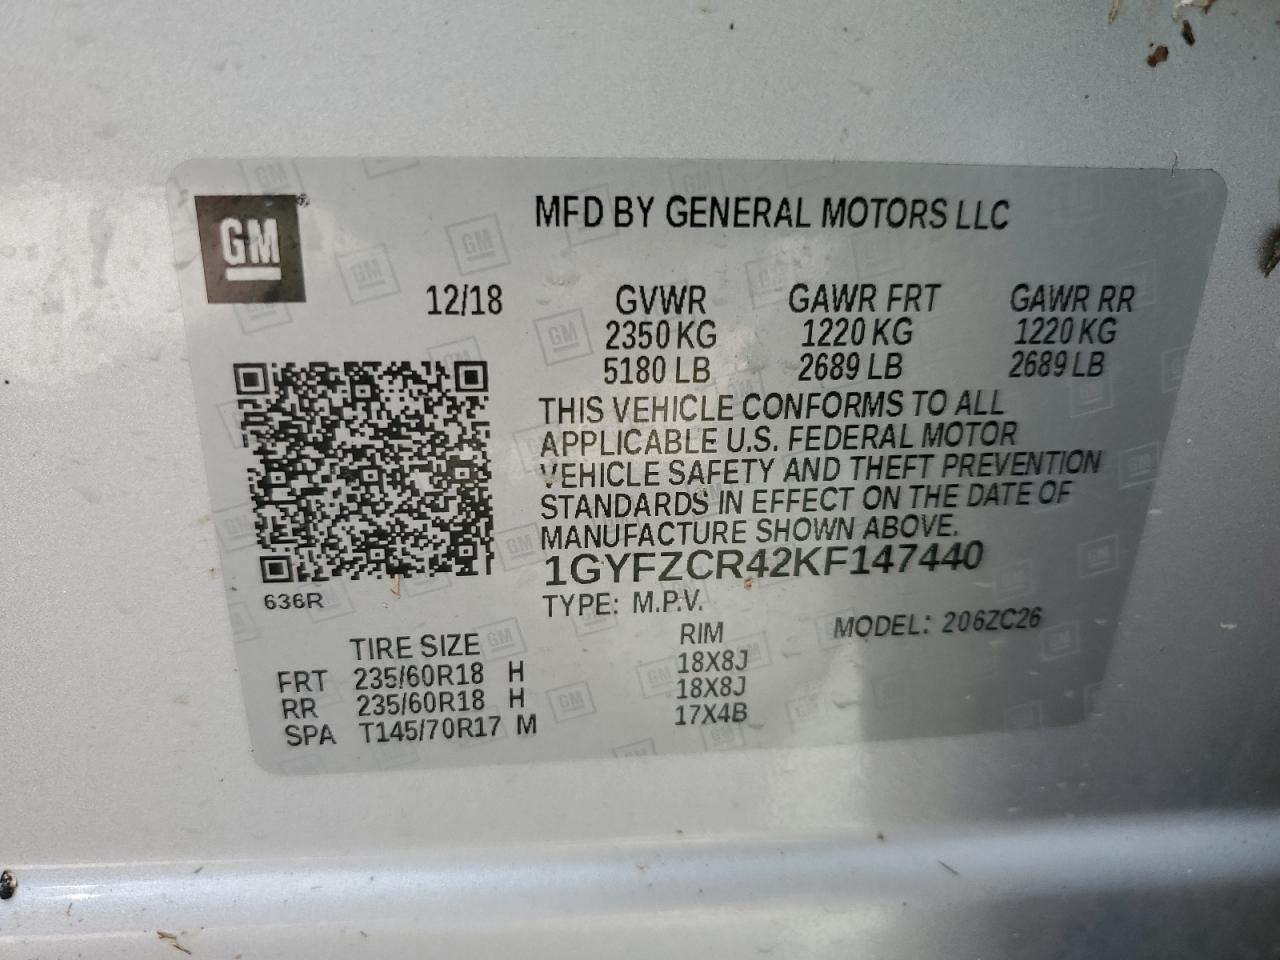 GM
MFD BY GENERAL MOTORS LLC
12/18 GVWR GAWR FRT GAWR RR
2350 KG 1220 KG 1220 KG
5180 LB 2689 LB 2689 LB
THIS VEHICLE CONFORMS TO ALL
APPLICABLE U.S. FEDERAL MOTOR
VEHICLE SAFETY AND THEFT PREVENTION
STANDARDS IN EFFECT ON THE DATE OF
MANUFACTURE SHOWN ABOVE.
1GYFZCR42KF147440
636R
TYPE: M.P.V. MODEL: 206ZC26
TIRE SIZE RIM
FRT 235/60R18 H 18X8J
RR 235/60R18 H 18X8J
SPA T145/70R17 M 17X4B